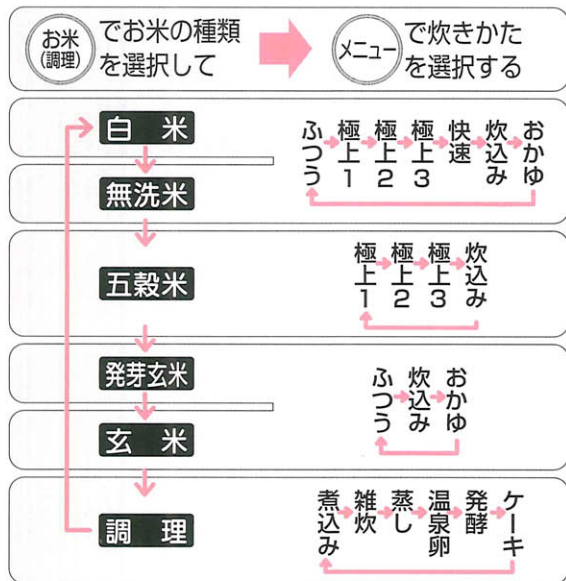 お米(調理)でお米の種類を選択して
メニューで炊きかたを選択する
白米
ふつう→極上1→極上2→極上3→快速→炊込み→おかゆ
無洗米
五穀米
極上1→極上2→極上3→炊込み
発芽玄米
ふつう→炊込み→おかゆ
玄米
調理
煮込み→雑炊→蒸し→温泉卵→発酵→ケーキ